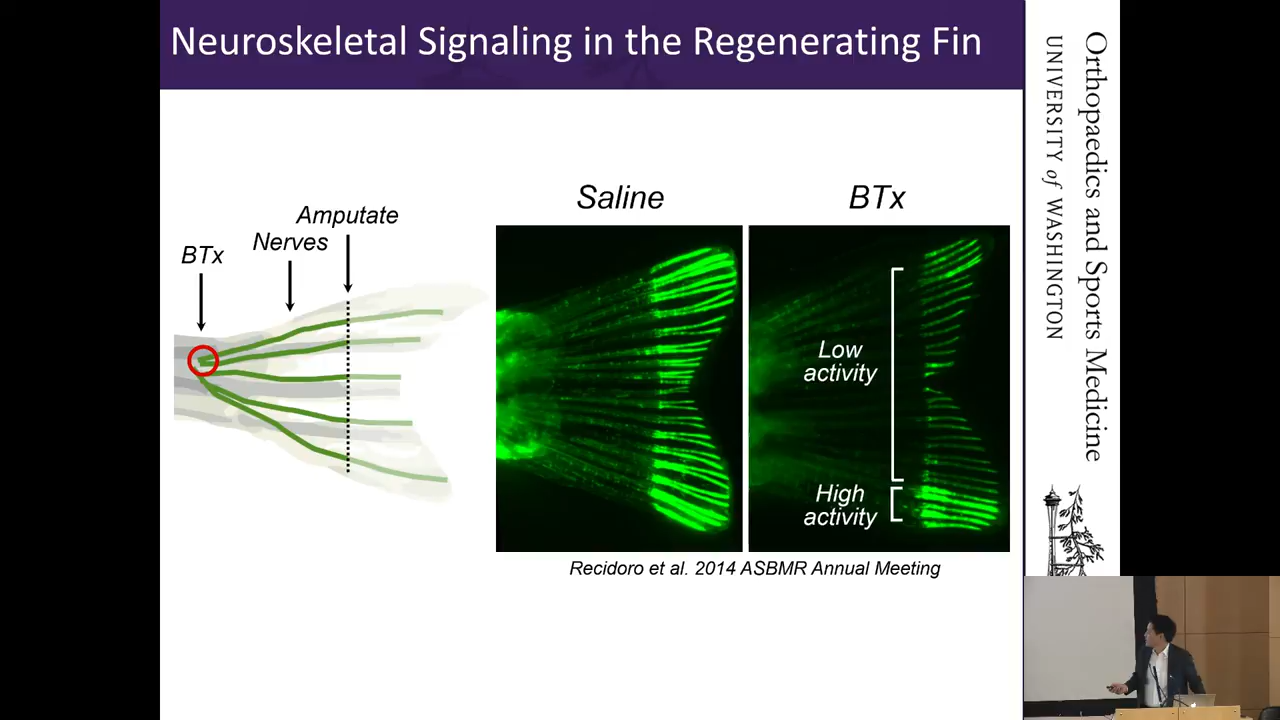 Neuroskeletal Signaling in the Regenerating Fin
Amputate
Nerves
BTx
Saline
BTx
Low
activity
High
activity
Recidoro et al. 2014 ASBMR Annual Meeting
Orthopaedics and Sports Medicine
UNIVERSITY of WASHINGTON